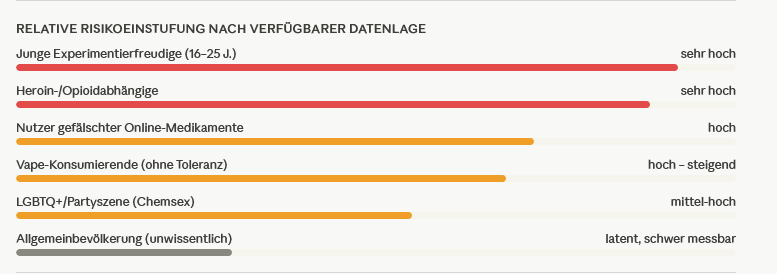 RELATIVE RISIKOEINSTUFUNG NACH VERFÜGBARER DATENLAGE
Junge Experimentierfreudige (16–25 J.) sehr hoch
Heroin-/Opioidabhängige sehr hoch
Nutzer gefälschter Online-Medikamente hoch
Vape-Konsumierende (ohne Toleranz) hoch – steigend
LGBTQ+/Partyszene (Chemsex) mittel-hoch
Allgemeinbevölkerung (unwissentlich) latent, schwer messbar